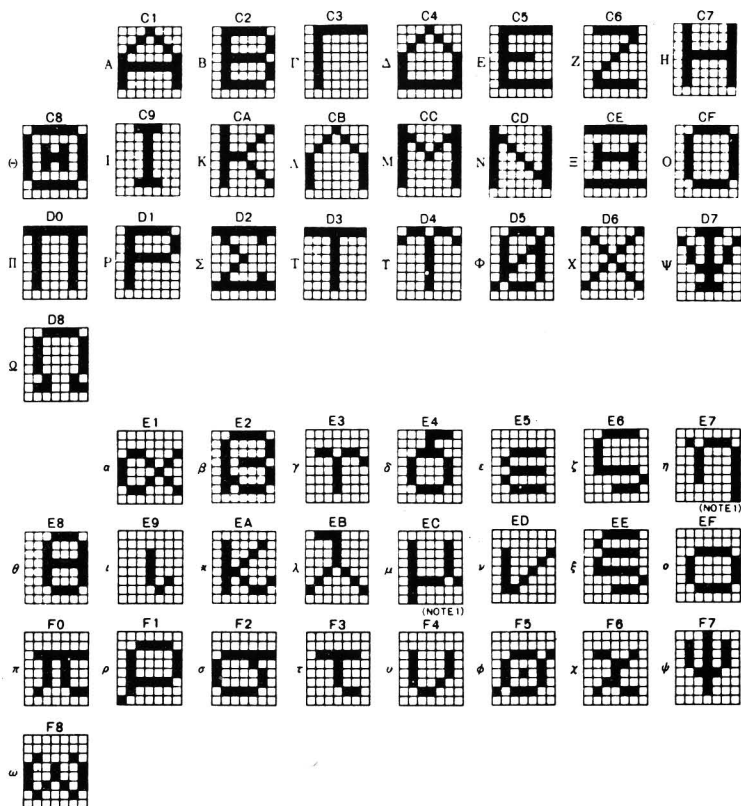 C1 C2 C3 C4 C5 C6 C7
Α Β Γ Δ Ε Ζ Η
C8 C9 CA CB CC CD CE CF
Θ Ι Κ Λ Μ Ν Ξ Ο
D0 D1 D2 D3 D4 D5 D6 D7
Π Ρ Σ Τ Υ Φ Χ Ψ
D8
Ω
E1 E2 E3 E4 E5 E6 E7
α β γ δ ε ζ η
(NOTE 1)
E8 E9 EA EB EC ED EE EF
θ ι κ λ μ ν ξ ο
(NOTE 1)
F0 F1 F2 F3 F4 F5 F6 F7
π ρ σ τ υ φ χ ψ
F8
ω